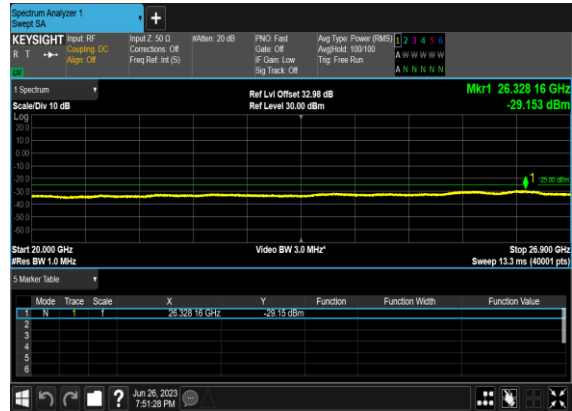 Spectrum Analyzer 1
Swept SA
+
KEYSIGHT Input: RF
R T Coupling: DC
Align: Off
Input Z: 50 Ω
Corrections: Off
Freq Ref: Int (S)
#Atten: 20 dB
PNO: Fast
Gate: Off
IF Gain: Low
Sig Track: Off
Avg Type: Power (RMS)
Avg|Hold: 100/100
Trig: Free Run
1 2 3 4 5 6
A W W W W W
A N N N N N
LW
1 Spectrum
Scale/Div 10 dB
Ref Lvl Offset 32.98 dB
Ref Level 30.00 dBm
Mkr1 26.328 16 GHz
-29.153 dBm
Log
20.0
10.0
0.00
-10.0
-20.0
-30.0
-40.0
-50.0
-60.0
1
-25.00 dBm
Start 20.000 GHz
#Res BW 1.0 MHz
Video BW 3.0 MHz*
Stop 26.900 GHz
Sweep 13.3 ms (40001 pts)
5 Marker Table
Mode Trace Scale X Y Function Function Width Function Value
1 N 1 f 26.328 16 GHz -29.15 dBm
2
3
4
5
6
?
Jun 26, 2023
7:51:28 PM